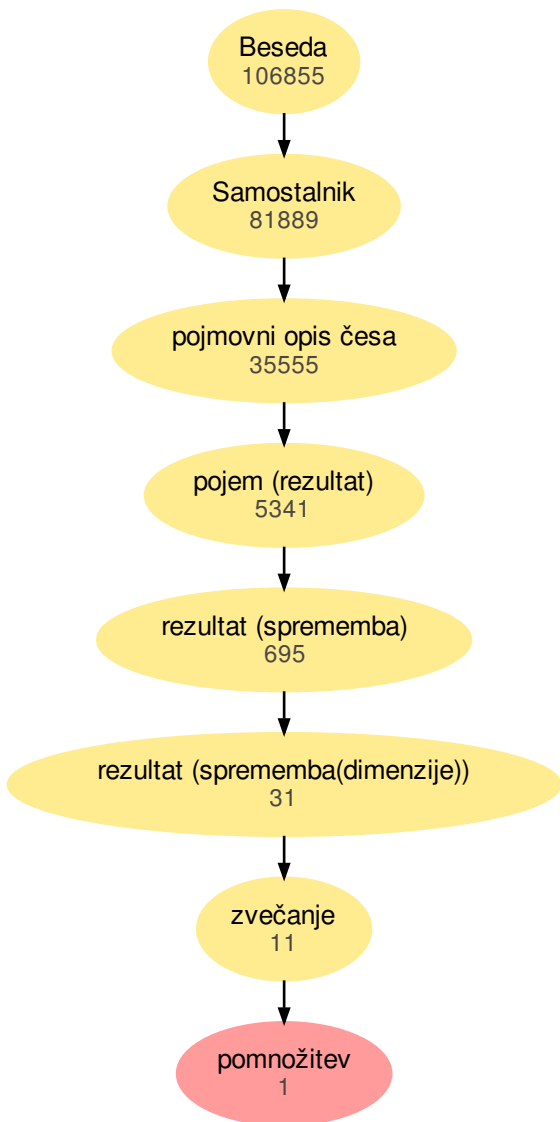 Beseda
106855
Samostalnik
81889
pojmovni opis česa
35555
pojem (rezultat)
5341
rezultat (sprememba)
695
rezultat (sprememba(dimenzije))
31
zvečanje
11
pomnožitev
1